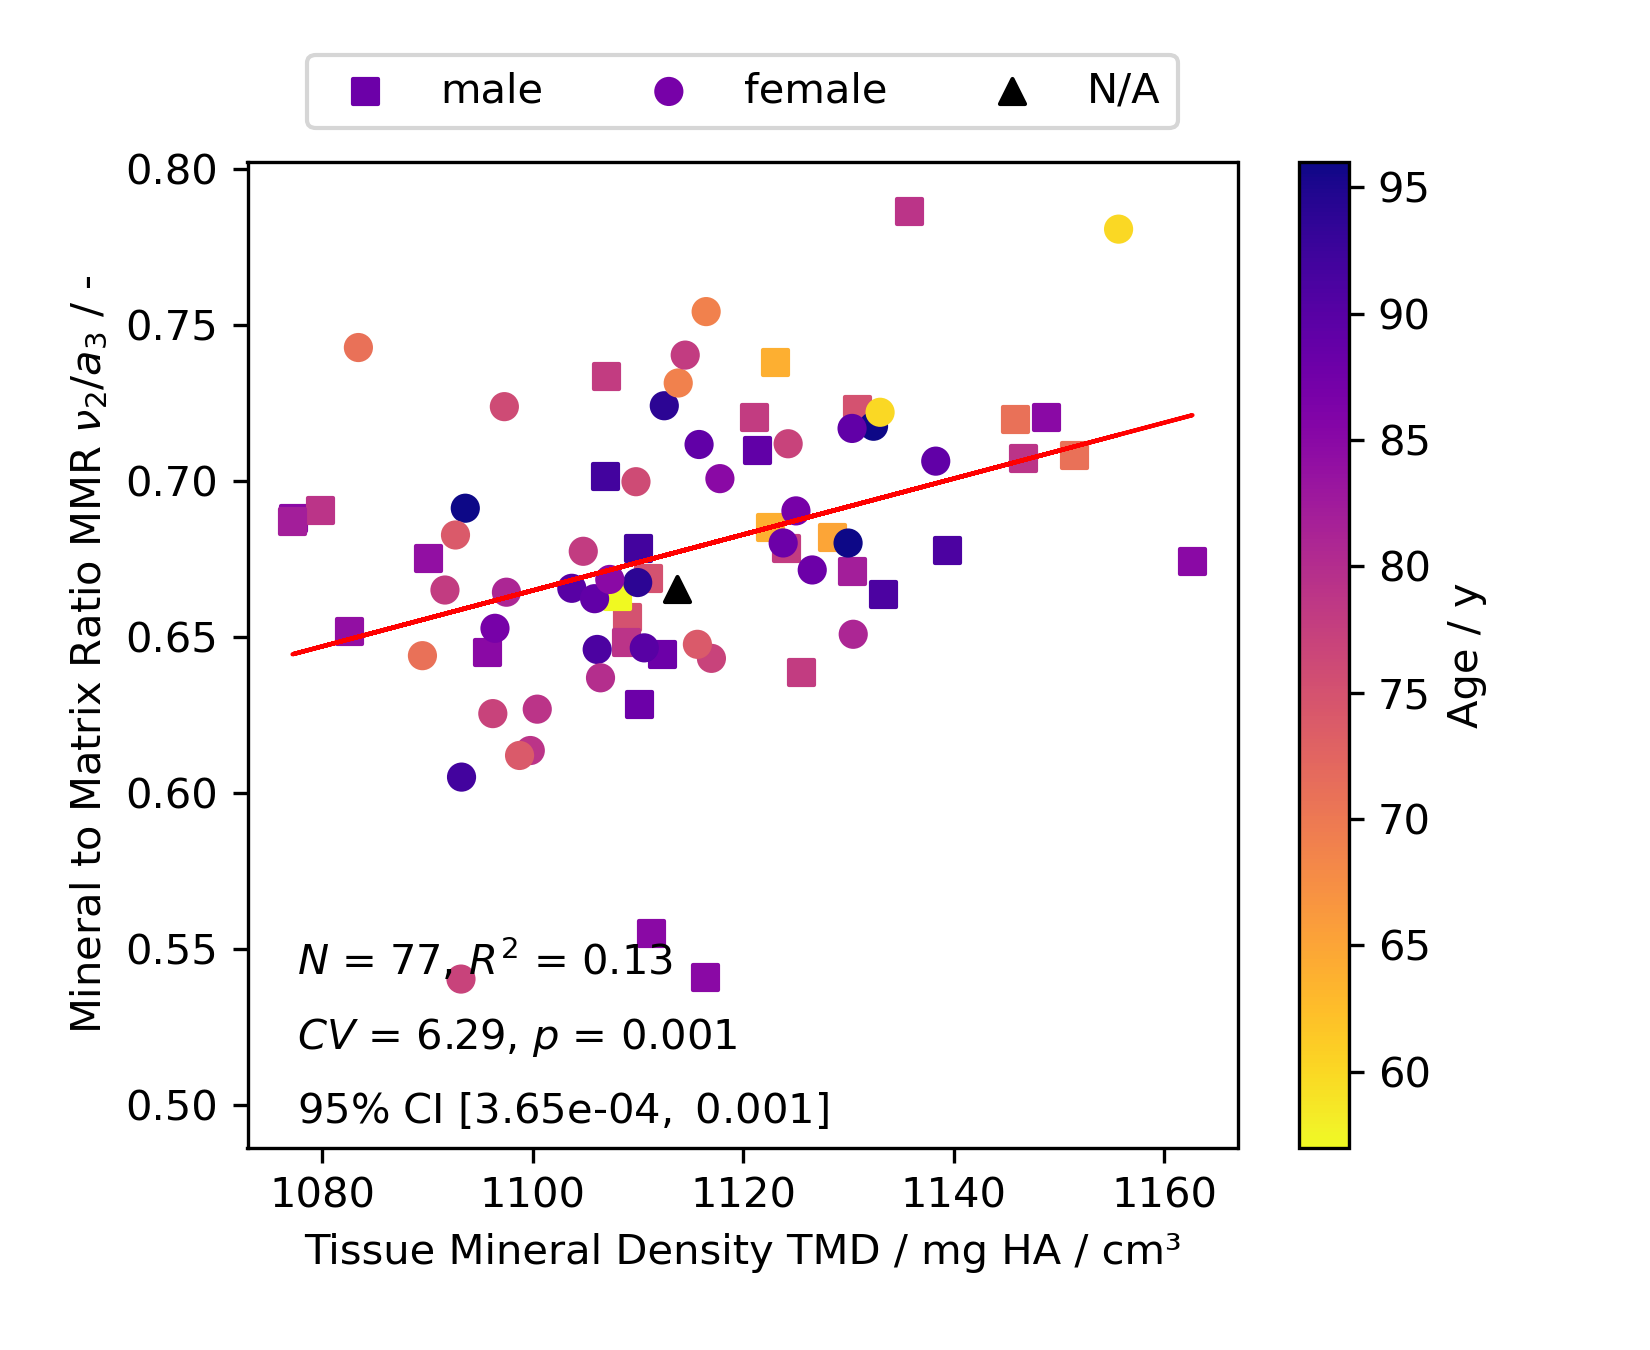 male female N/A
0.80
0.75
0.70
0.65
0.60
0.55
0.50
Mineral to Matrix Ratio MMR ν₂/a₃ / -
N = 77, R² = 0.13
CV = 6.29, p = 0.001
95% CI [3.65e-04, 0.001]
1080 1100 1120 1140 1160
Tissue Mineral Density TMD / mg HA / cm³
95
90
85
80
75
70
65
60
Age / y